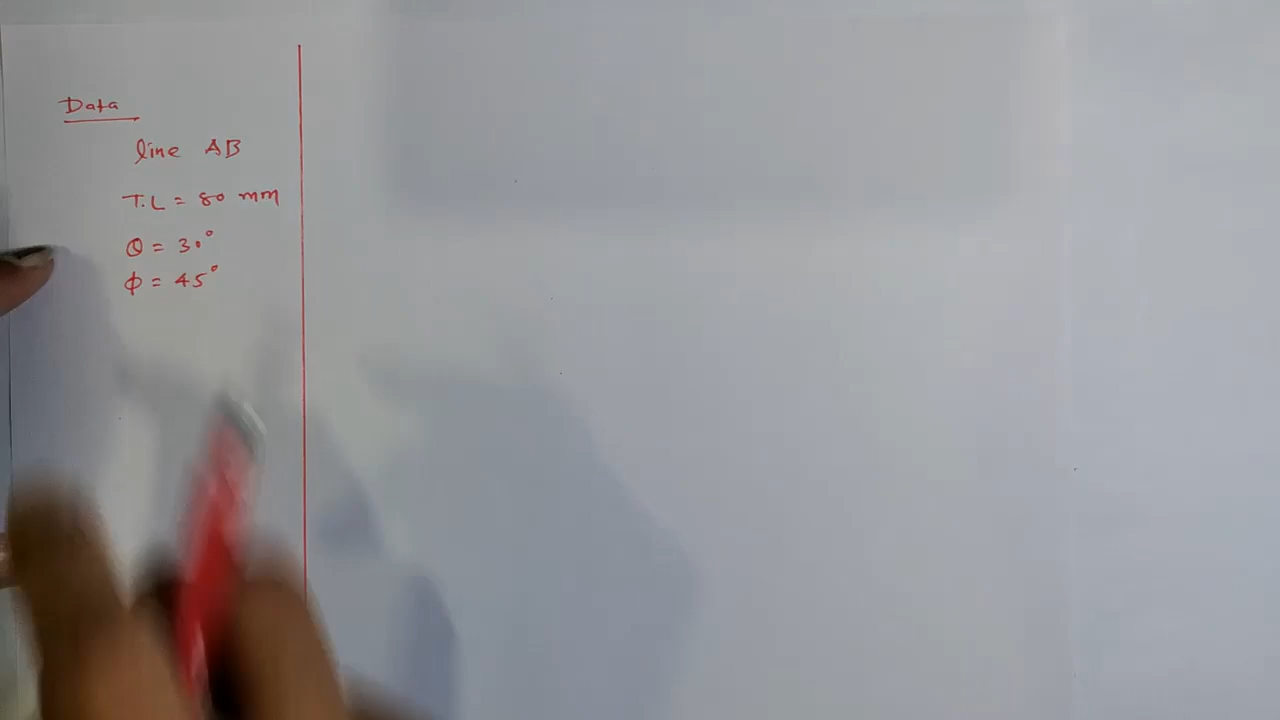 Data
line AB
T.L = 80 mm
θ = 30°
ϕ = 45°